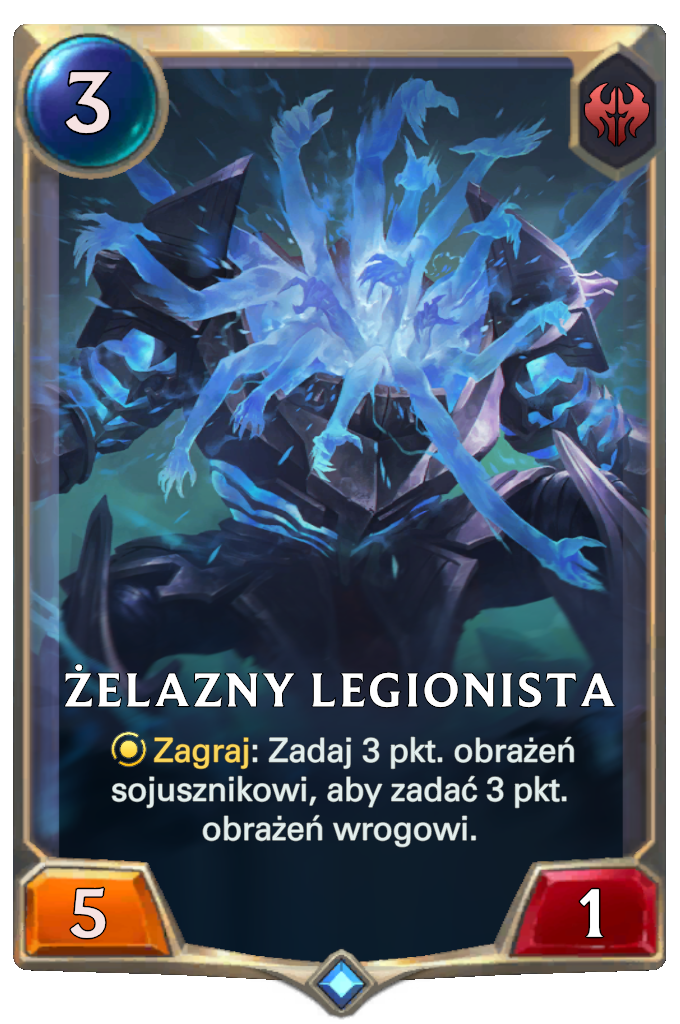 3
ŻELAZNY LEGIONISTA
Zagraj: Zadaj 3 pkt. obrażeń
sojusznikowi, aby zadać 3 pkt.
obrażeń wrogowi.
5
1